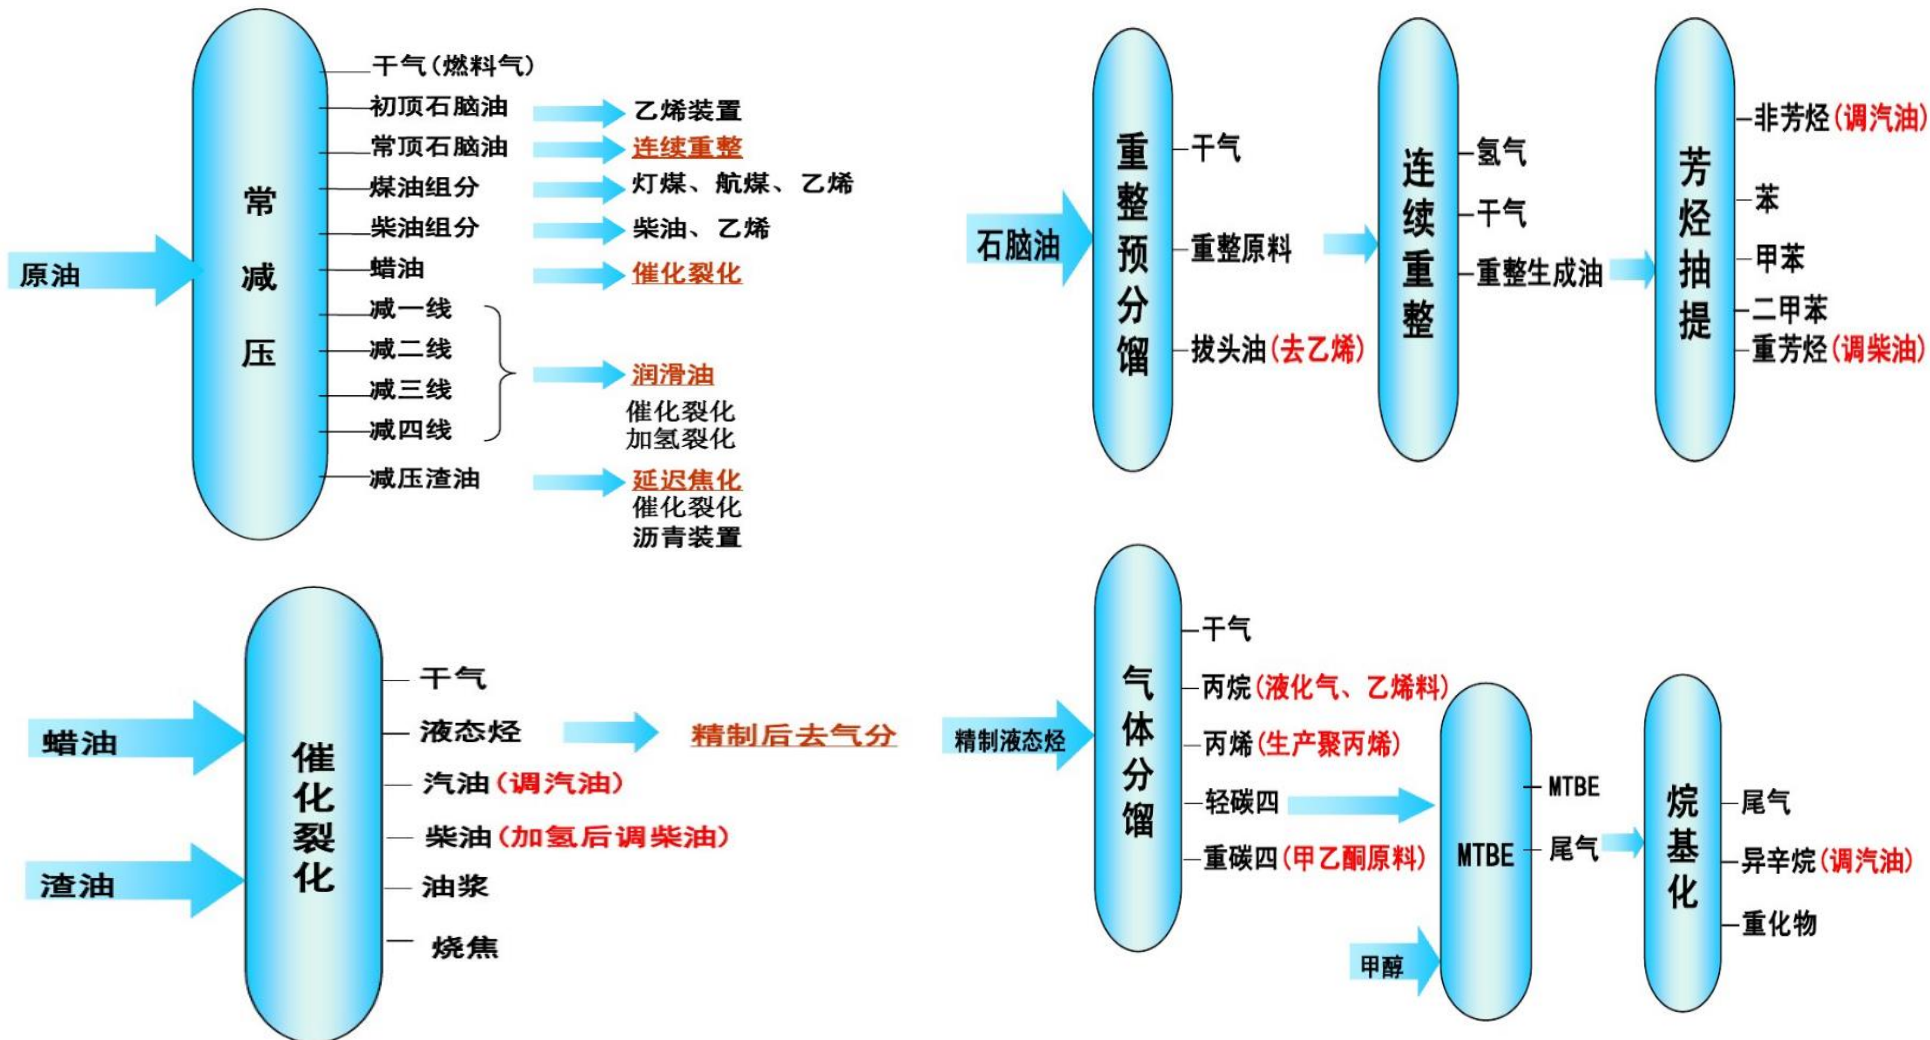 常减压
原油
干气(燃料气)
初顶石脑油
乙烯装置
常顶石脑油
连续重整
煤油组分
灯煤、航煤、乙烯
柴油组分
柴油、乙烯
蜡油
催化裂化
减一线
减二线
减三线
减四线
润滑油
催化裂化
加氢裂化
减压渣油
延迟焦化
催化裂化
沥青装置
石脑油
重整预分馏
干气
重整原料
拔头油(去乙烯)
连续重整
氢气
干气
重整生成油
芳烃抽提
非芳烃(调汽油)
苯
甲苯
二甲苯
重芳烃(调柴油)
蜡油
渣油
催化裂化
干气
液态烃
精制后去气分
汽油(调汽油)
柴油(加氢后调柴油)
油浆
烧焦
精制液态烃
气体分馏
干气
丙烷(液化气、乙烯料)
丙烯(生产聚丙烯)
轻碳四
重碳四(甲乙酮原料)
甲醇
MTBE
MTBE
尾气
烷基化
尾气
异辛烷(调汽油)
重化物